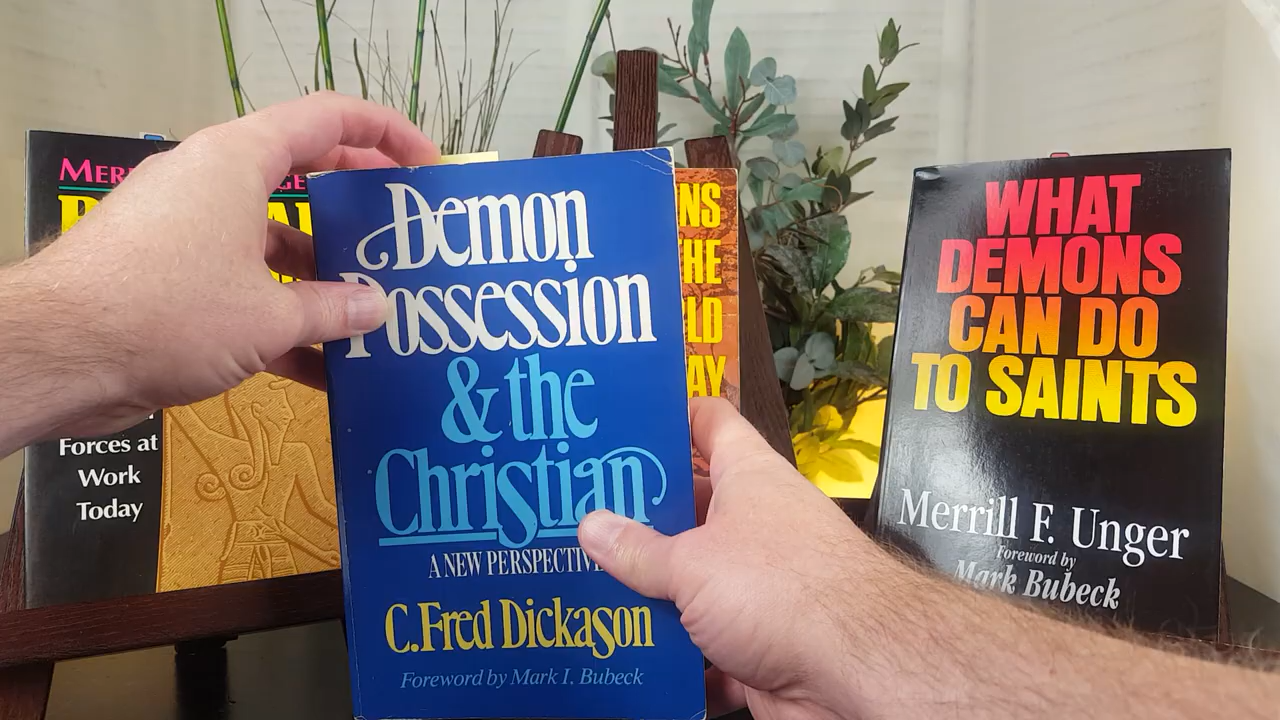 Forces at
Work
Today
Demon
Possession
& the
Christian
A NEW PERSPECTIVE
C. Fred Dickason
Foreword by Mark I. Bubeck
WHAT
DEMONS
CAN DO
TO SAINTS
Merrill F. Unger
Foreword by
Mark Bubeck